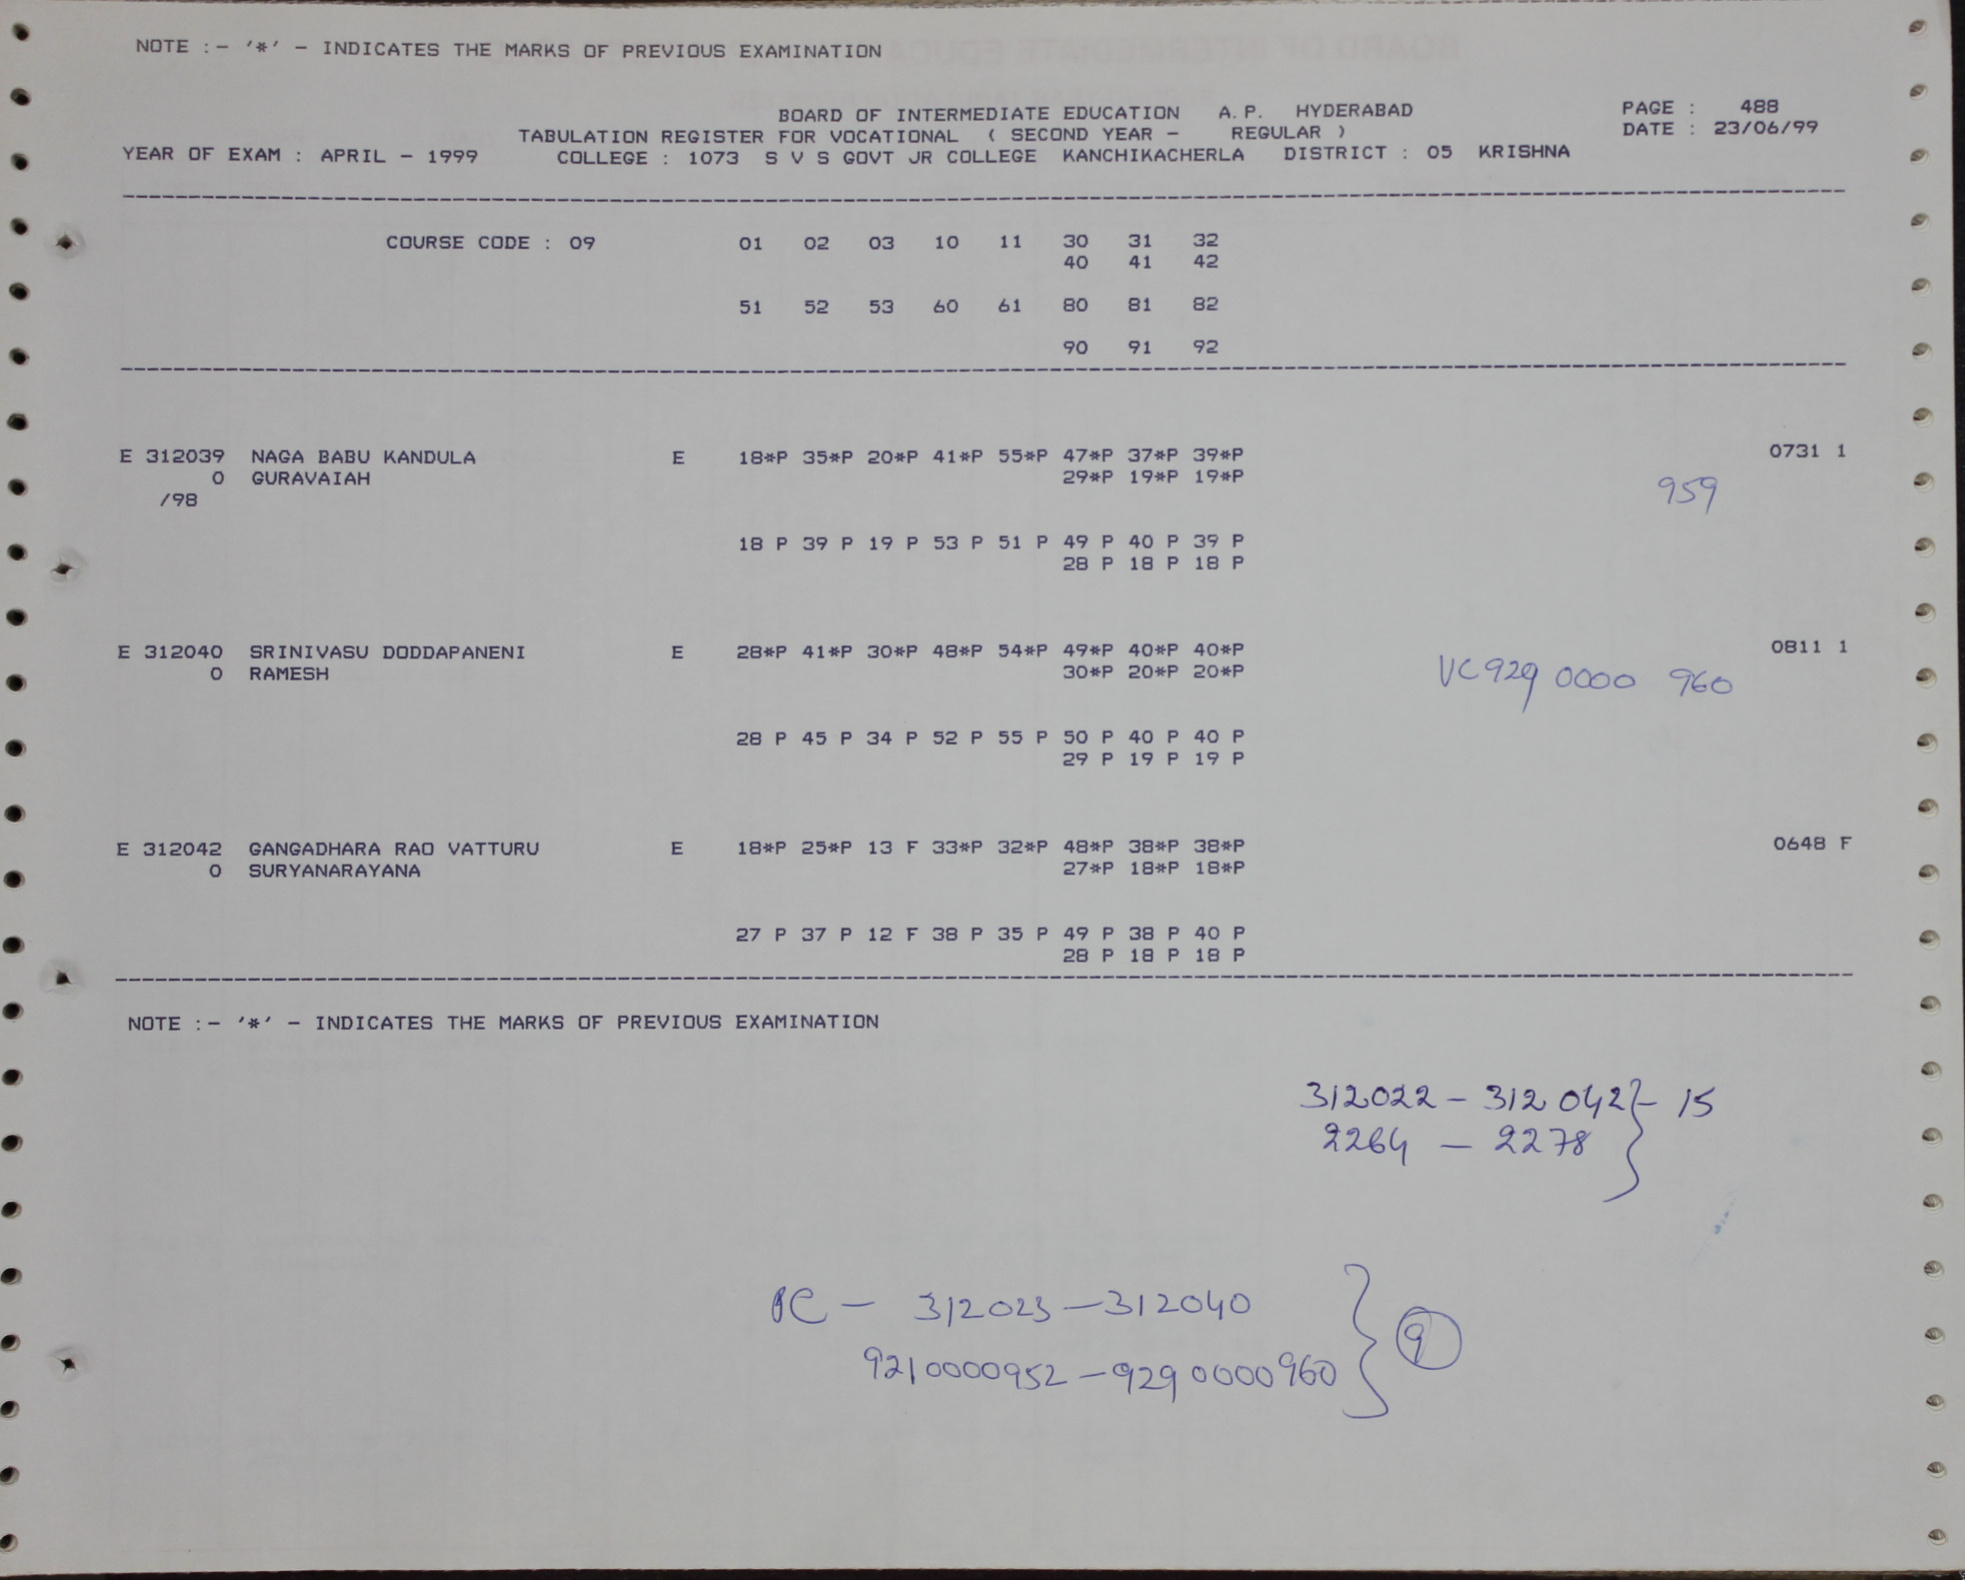 NOTE :- '*' - INDICATES THE MARKS OF PREVIOUS EXAMINATION
BOARD OF INTERMEDIATE EDUCATION A.P. HYDERABAD PAGE : 488
TABULATION REGISTER FOR VOCATIONAL ( SECOND YEAR - REGULAR ) DATE : 23/06/99
YEAR OF EXAM : APRIL - 1999 COLLEGE : 1073 S V S GOVT JR COLLEGE KANCHIKACHERLA DISTRICT : 05 KRISHNA
COURSE CODE : 09 01 02 03 10 11 30 31 32
40 41 42
51 52 53 60 61 80 81 82
90 91 92
E 312039 NAGA BABU KANDULA E 18*P 35*P 20*P 41*P 55*P 47*P 37*P 39*P 0731 1
0 GURAVAIAH 29*P 19*P 19*P 959
/98
18 P 39 P 19 P 53 P 51 P 49 P 40 P 39 P
28 P 18 P 18 P
E 312040 SRINIVASU DODDAPANENI E 28*P 41*P 30*P 48*P 54*P 49*P 40*P 40*P 0811 1
0 RAMESH 30*P 20*P 20*P VC929 0000 960
28 P 45 P 34 P 52 P 55 P 50 P 40 P 40 P
29 P 19 P 19 P
E 312042 GANGADHARA RAO VATTURU E 18*P 25*P 13 F 33*P 32*P 48*P 38*P 38*P 0648 F
0 SURYANARAYANA 27*P 18*P 18*P
27 P 37 P 12 F 38 P 35 P 49 P 38 P 40 P
28 P 18 P 18 P
NOTE :- '*' - INDICATES THE MARKS OF PREVIOUS EXAMINATION
312022 - 312042 } - 15
2264 - 2278
- 312023 - 312040
9210000952 - 9290000960 } 9